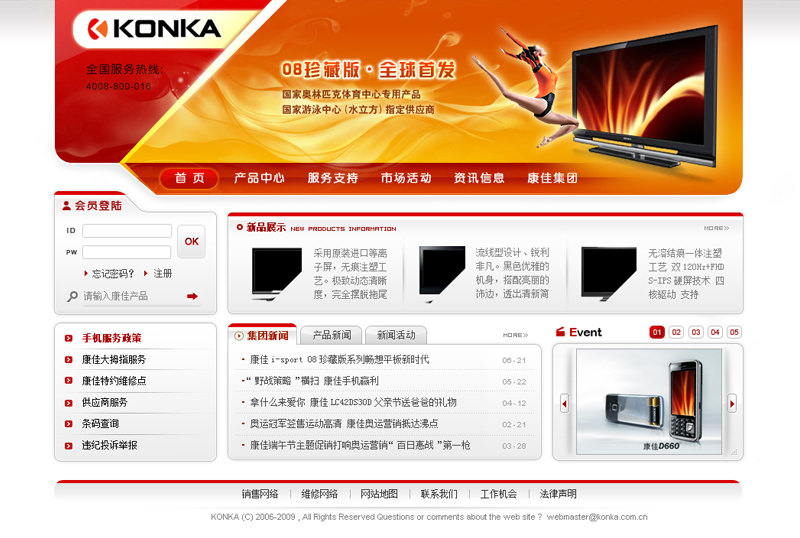 KONKA
全国服务热线:
4008-800-016
08珍藏版·全球首发
国家奥林匹克体育中心专用产品
国家游泳中心(水立方)指定供应商
首 页 产品中心 服务支持 市场活动 资讯信息 康佳集团
会员登陆
ID
PW
OK
忘记密码? 注册
请输入康佳产品
新品展示 NEW PRODUCTS INFORMATION MORE
采用原装进口等离
子屏,无痕注塑工
艺。极致动态清晰
度,完全摆脱拖尾
流线型设计、锐利
非凡。黑色优雅的
机身,搭配高亮的
饰边,透出清新简
无溶结痕一体注塑
工艺 双120Hz+FHD
S-IPS硬屏技术 四
核驱动 支持
手机服务政策
康佳大拇指服务
康佳特约维修点
供应商服务
条码查询
违纪投诉举报
集团新闻 产品新闻 新闻活动 MORE
康佳 i-sport 08 珍藏版系列畅想平板新时代 06-21
“ 野战策略 ”横扫 康佳手机赢利 05-22
拿什么来爱你 康佳 LC42DS30D 父亲节送爸爸的礼物 04-12
奥运冠军签售运动高清 康佳奥运营销抵达沸点 02-21
康佳端午节主题促销打响奥运营销“ 百日惠战 ”第一枪 03-28
Event 01 02 03 04 05
康佳D660
销售网络 | 维修网络 | 网站地图 | 联系我们 | 工作机会 | 法律声明
KONKA (C) 2006-2009 , All Rights Reserved Questions or comments about the web site ? webmaster@konka.com.cn